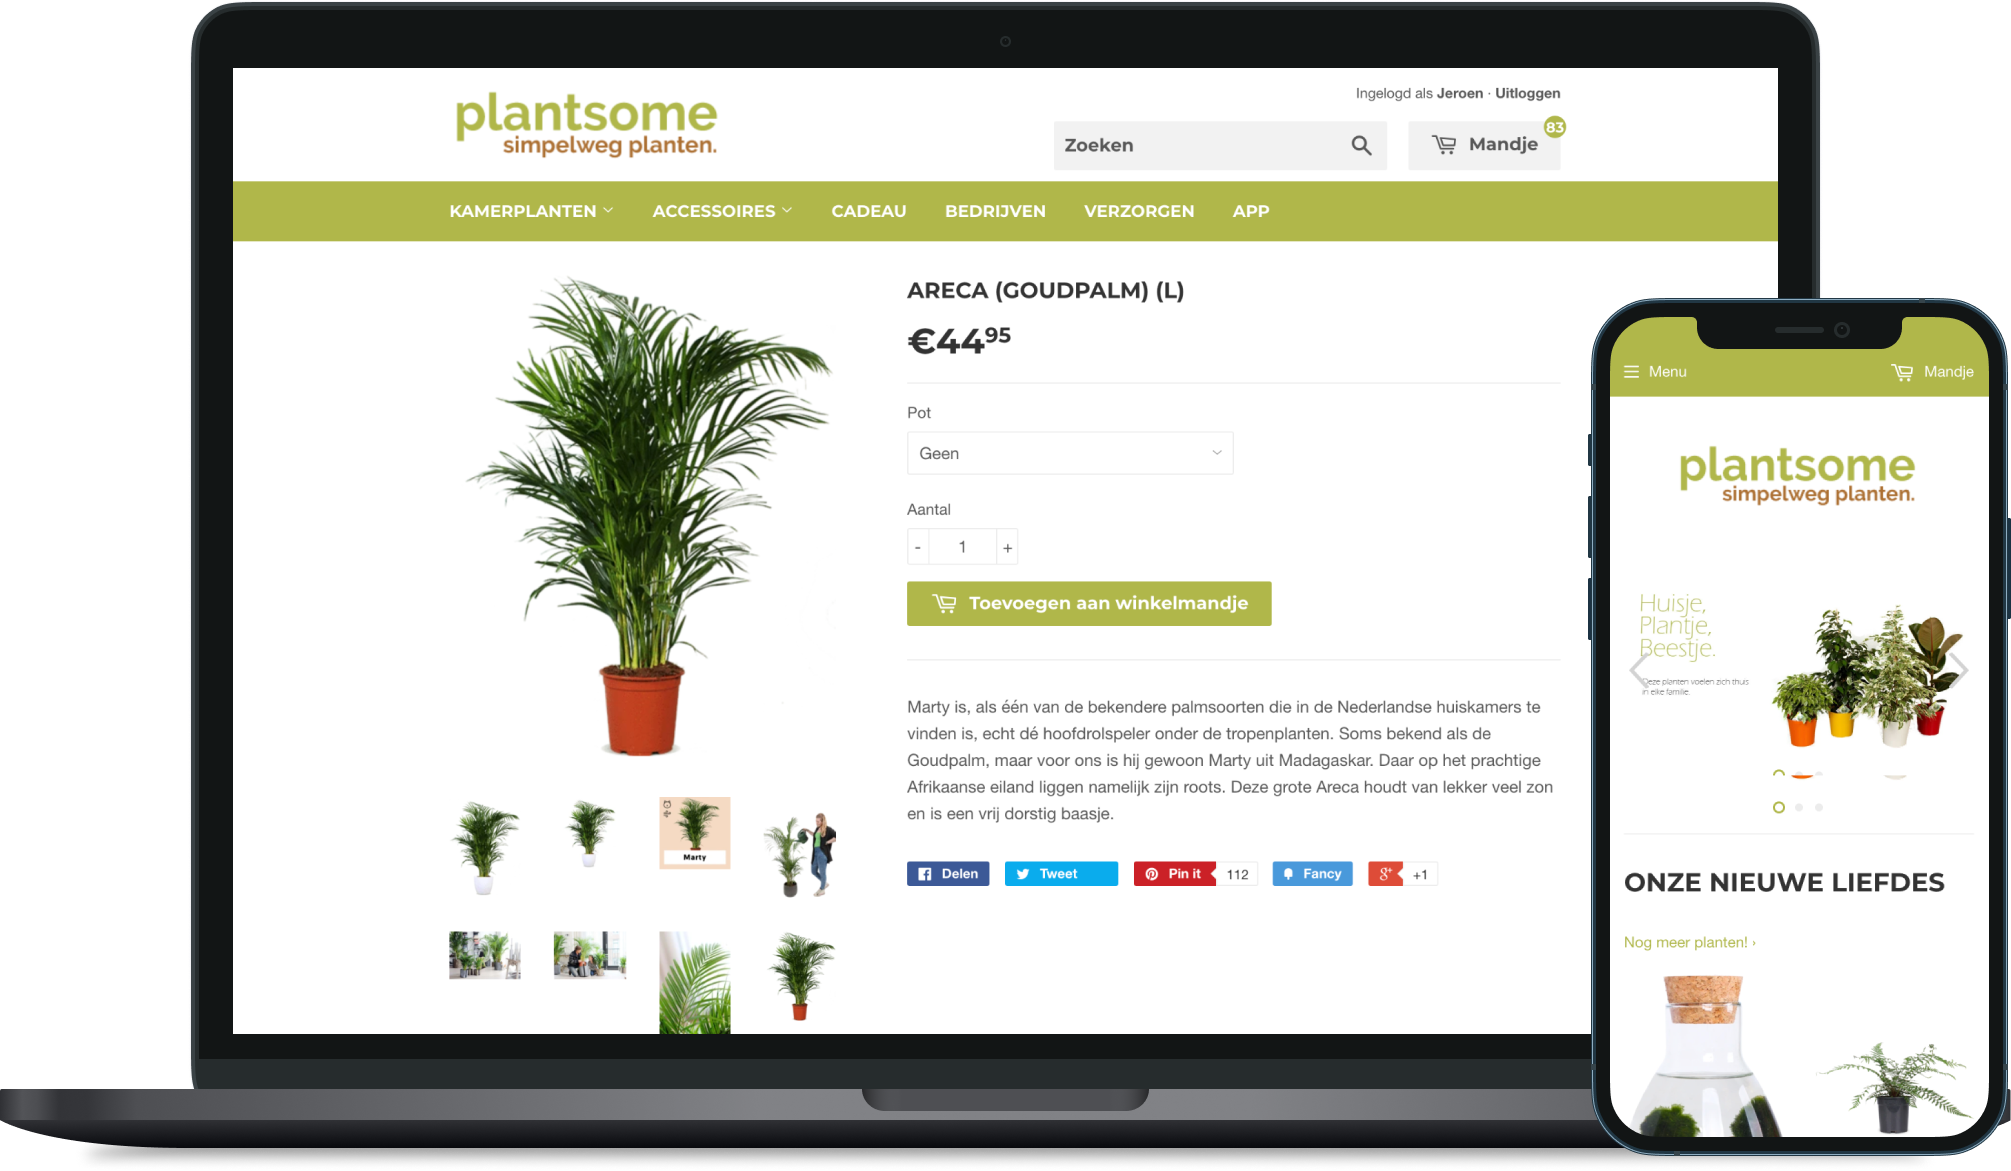 plantsome
simpelweg planten.
Ingelogd als Jeroen · Uitloggen
Zoeken
Mandje
83
KAMERPLANTEN
ACCESSOIRES
CADEAU
BEDRIJVEN
VERZORGEN
APP
ARECA (GOUDPALM) (L)
€44⁹⁵
Pot
Geen
Aantal
- 1 +
Toevoegen aan winkelmandje
Marty is, als één van de bekendere palmsoorten die in de Nederlandse huiskamers te
vinden is, echt dé hoofdrolspeler onder de tropenplanten. Soms bekend als de
Goudpalm, maar voor ons is hij gewoon Marty uit Madagaskar. Daar op het prachtige
Afrikaanse eiland liggen namelijk zijn roots. Deze grote Areca houdt van lekker veel zon
en is een vrij dorstig baasje.
Marty
Delen
Tweet
Pin it
112
Fancy
g+
+1
Menu
Mandje
plantsome
simpelweg planten.
Huisje,
Plantje,
Beestje.
Deze planten voelen zich thuis
in elke familie.
ONZE NIEUWE LIEFDES
Nog meer planten! ›